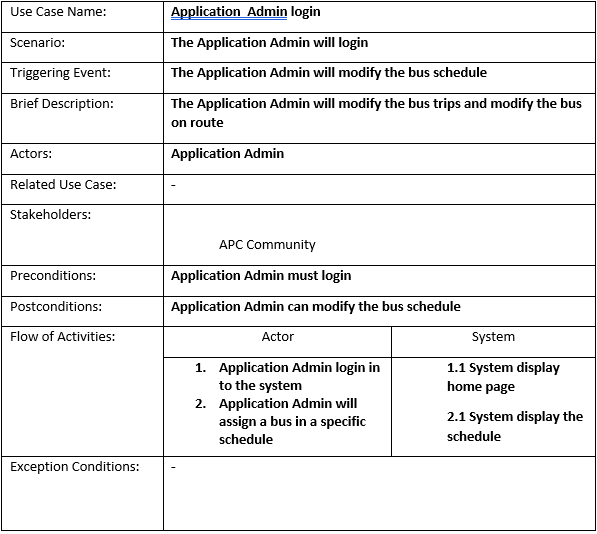 Use Case Name: Application  Admin login
Scenario: The Application Admin will login
Triggering Event: The Application Admin will modify the bus schedule
Brief Description: The Application Admin will modify the bus trips and modify the bus
on route
Actors: Application Admin
Related Use Case: -
Stakeholders:
APC Community
Preconditions: Application Admin must login
Postconditions: Application Admin can modify the bus schedule
Flow of Activities: Actor System
1. Application Admin login in
to the system
2. Application Admin will
assign a bus in a specific
schedule
1.1 System display
home page
2.1 System display the
schedule
Exception Conditions: -